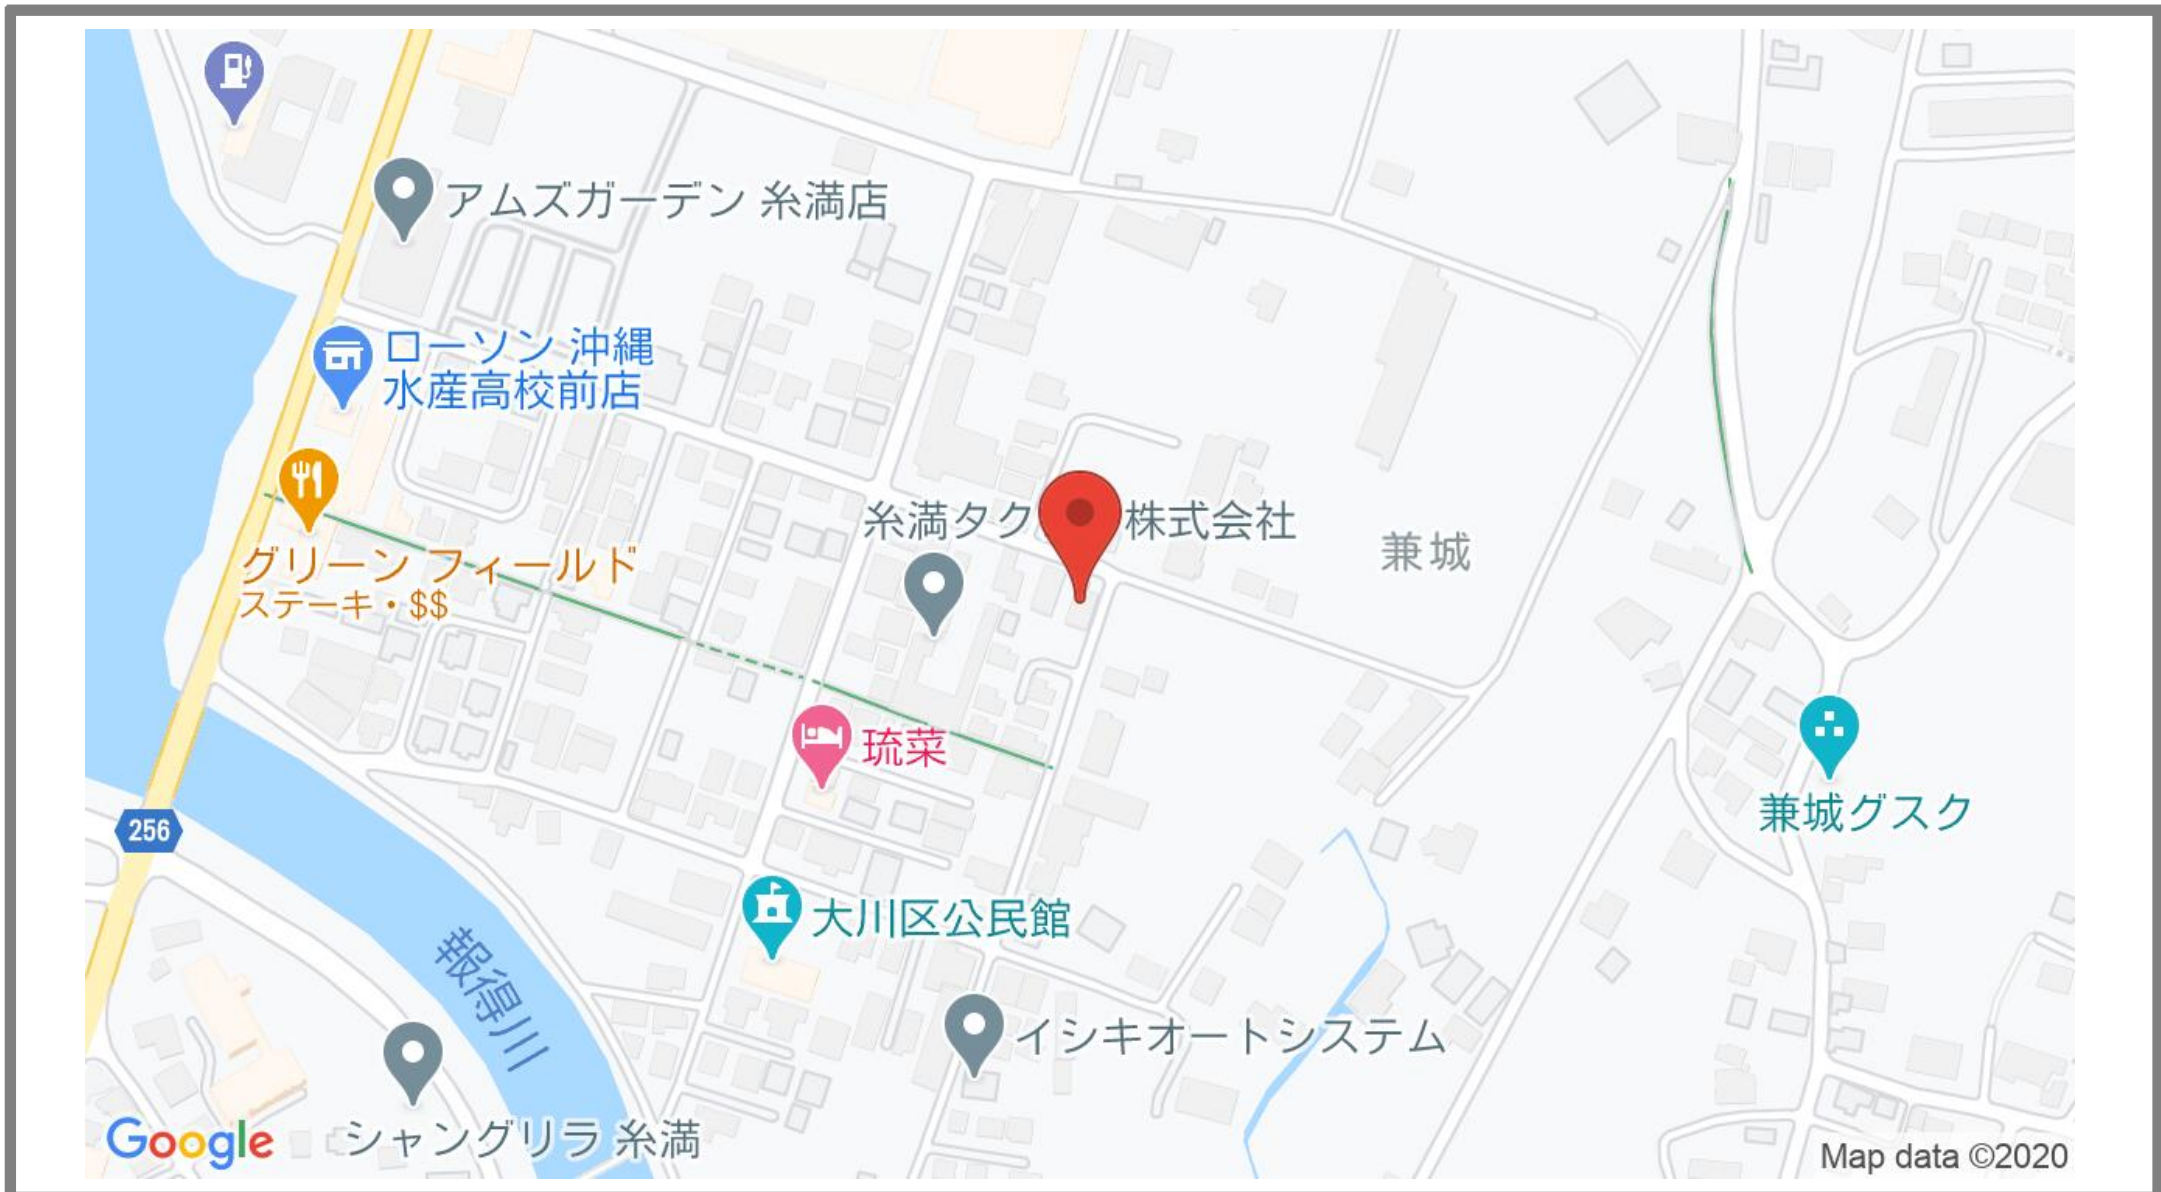 アムズガーデン 糸満店
ローソン 沖縄
水産高校前店
糸満タク
株式会社
兼城
グリーン フィールド
ステーキ・$$
琉菜
兼城グスク
256
大川区公民館
報得川
イシキオートシステム
シャングリラ 糸満
Google
Map data ©2020